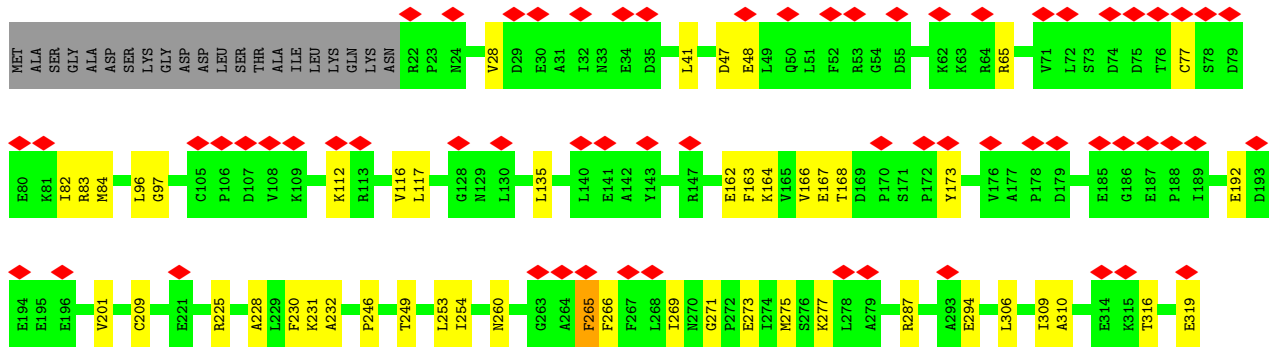 MET ALA SER GLY ALA ASP SER LYS GLY ASP ASP LEU SER THR ALA ILE LEU LYS GLN LYS ASN R22 P23 N24 V28 D29 E30 A31 I32 N33 E34 D35 L41 D47 E48 L49 Q50 L51 F52 R53 G54 D55 K62 K63 R64 R65 V71 L72 S73 D74 D75 T76 C77 S78 D79
E80 K81 I82 R83 M84 L96 G97 C105 P106 D107 V108 K109 K112 R113 V116 L117 G128 N129 L130 L135 L140 E141 A142 Y143 R147 E162 F163 K164 V165 V166 E167 T168 D169 P170 S171 P172 Y173 V176 A177 P178 D179 E185 G186 E187 P188 I189 E192 D193
E194 E195 E196 V201 C209 E221 R225 A228 L229 F230 K231 A232 P246 T249 L253 I254 N260 G263 A264 F265 F266 F267 L268 I269 N270 G271 P272 E273 I274 M275 S276 K277 L278 A279 R287 A293 E294 L306 I309 A310 E314 K315 T316 E319